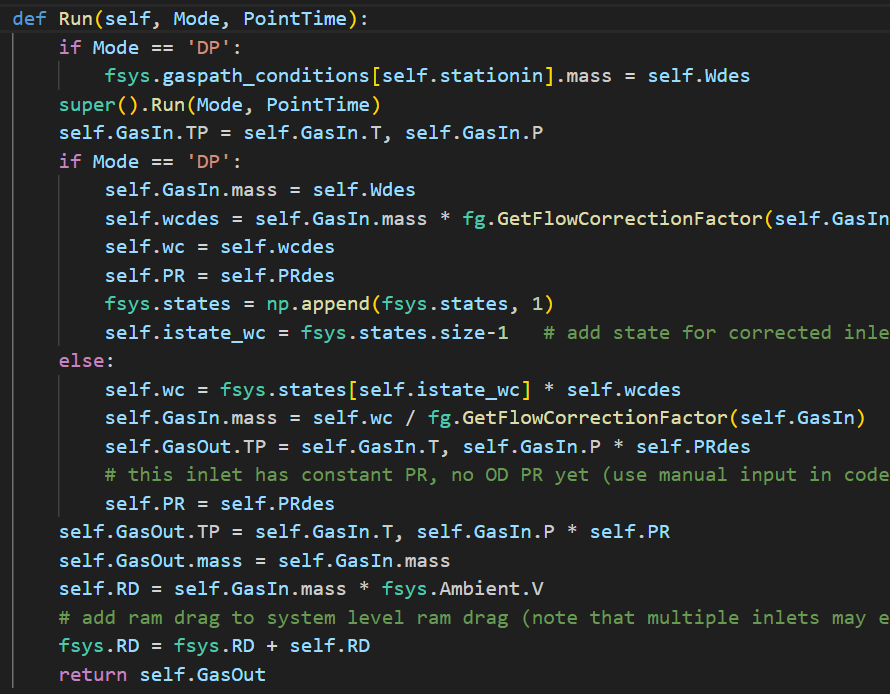 def Run(self, Mode, PointTime):
    if Mode == 'DP':
        fsys.gaspath_conditions[self.stationin].mass = self.Wdes
    super().Run(Mode, PointTime)
    self.GasIn.TP = self.GasIn.T, self.GasIn.P
    if Mode == 'DP':
        self.GasIn.mass = self.Wdes
        self.wcdes = self.GasIn.mass * fg.GetFlowCorrectionFactor(self.GasIn
        self.wc = self.wcdes
        self.PR = self.PRdes
        fsys.states = np.append(fsys.states, 1)
        self.istate_wc = fsys.states.size-1   # add state for corrected inle
    else:
        self.wc = fsys.states[self.istate_wc] * self.wcdes
        self.GasIn.mass = self.wc / fg.GetFlowCorrectionFactor(self.GasIn)
        self.GasOut.TP = self.GasIn.T, self.GasIn.P * self.PRdes
        # this inlet has constant PR, no OD PR yet (use manual input in code
        self.PR = self.PRdes
    self.GasOut.TP = self.GasIn.T, self.GasIn.P * self.PR
    self.GasOut.mass = self.GasIn.mass
    self.RD = self.GasIn.mass * fsys.Ambient.V
    # add ram drag to system level ram drag (note that multiple inlets may e
    fsys.RD = fsys.RD + self.RD
    return self.GasOut